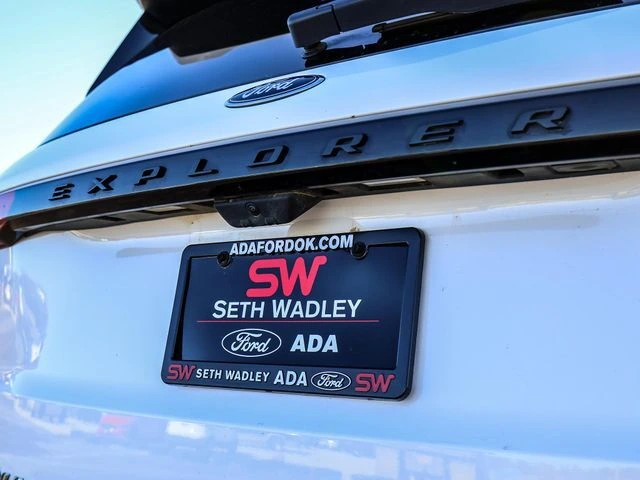 Ford
EXPLORER
ADAFORDOK.COM
SW
SETH WADLEY
Ford ADA
SW SETH WADLEY ADA Ford SW